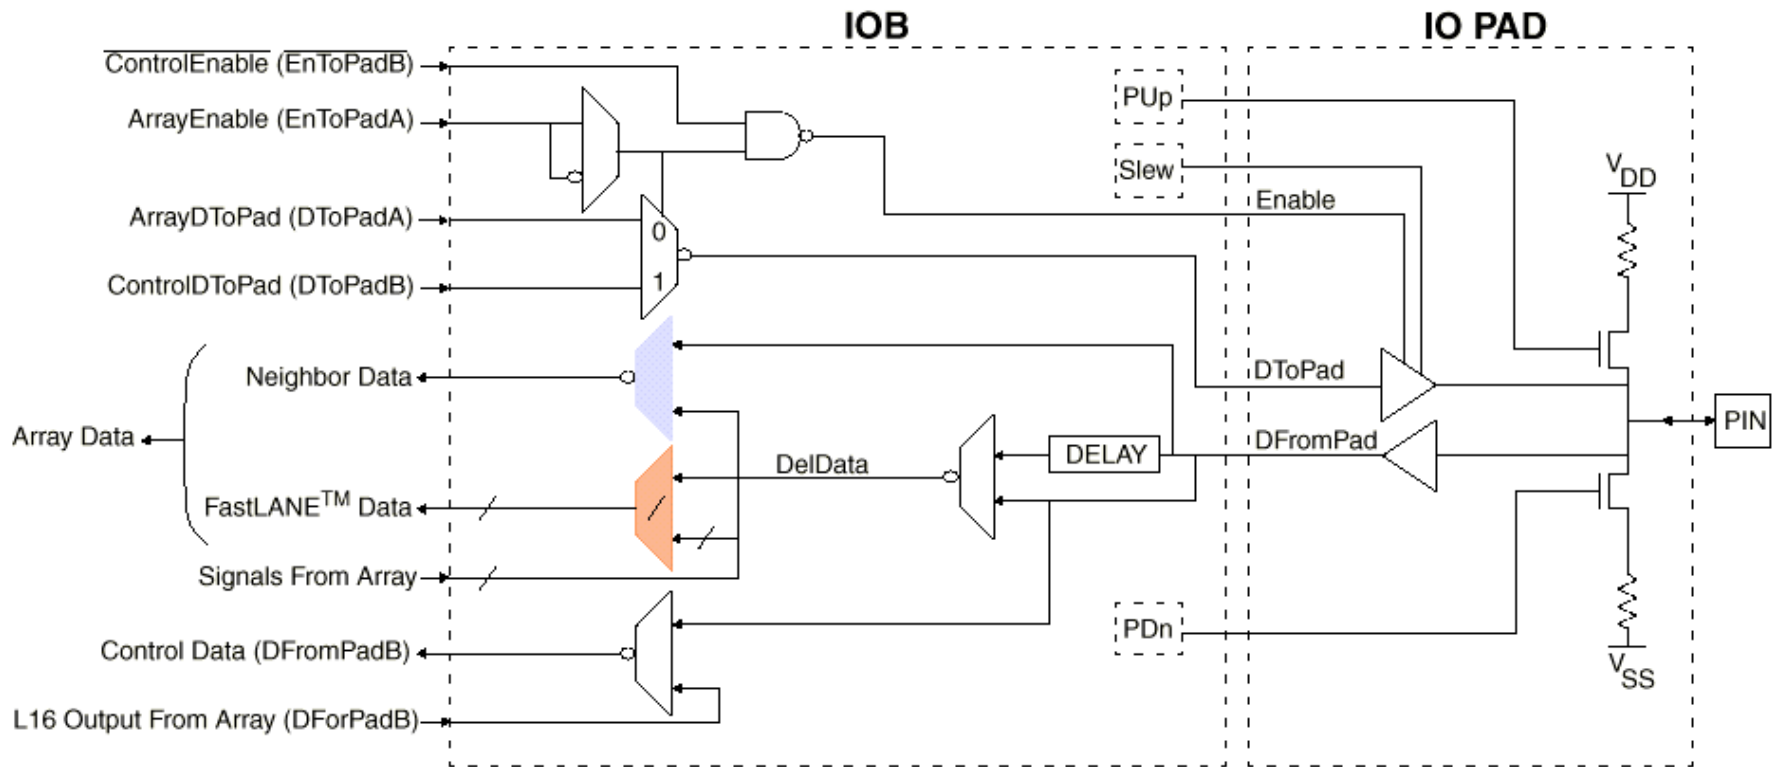 IOB
IO PAD
ControlEnable (EnToPadB)
ArrayEnable (EnToPadA)
ArrayDToPad (DToPadA)
ControlDToPad (DToPadB)
0
1
PUp
Slew
Enable
VDD
Neighbor Data
Array Data
FastLANE™ Data
Signals From Array
DelData
DELAY
DToPad
DFromPad
PIN
Control Data (DFromPadB)
L16 Output From Array (DForPadB)
PDn
VSS